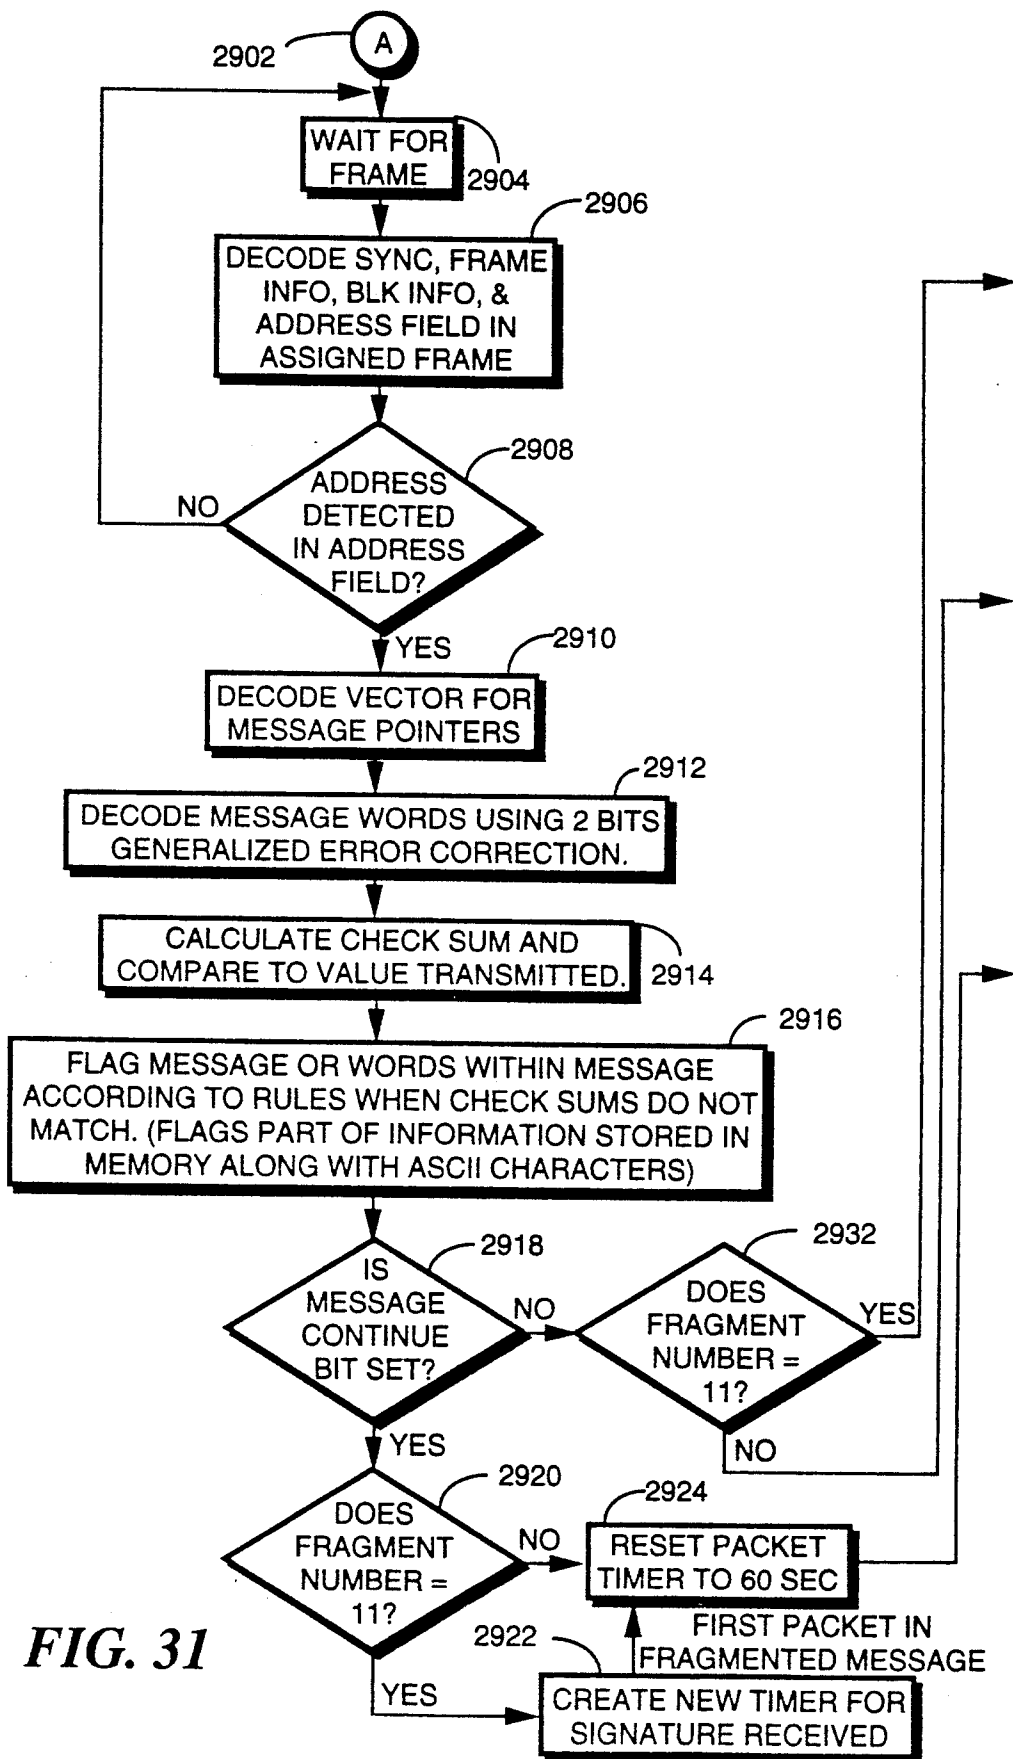 A
2902
WAIT FOR
FRAME
2904
2906
DECODE SYNC, FRAME
INFO, BLK INFO, &
ADDRESS FIELD IN
ASSIGNED FRAME
2908
ADDRESS
DETECTED
IN ADDRESS
FIELD?
NO
YES
2910
DECODE VECTOR FOR
MESSAGE POINTERS
2912
DECODE MESSAGE WORDS USING 2 BITS
GENERALIZED ERROR CORRECTION.
CALCULATE CHECK SUM AND
COMPARE TO VALUE TRANSMITTED.
2914
2916
FLAG MESSAGE OR WORDS WITHIN MESSAGE
ACCORDING TO RULES WHEN CHECK SUMS DO NOT
MATCH. (FLAGS PART OF INFORMATION STORED IN
MEMORY ALONG WITH ASCII CHARACTERS)
2918
IS
MESSAGE
CONTINUE
BIT SET?
NO
2932
DOES
FRAGMENT
NUMBER =
11?
YES
NO
YES
2920
DOES
FRAGMENT
NUMBER =
11?
NO
2924
RESET PACKET
TIMER TO 60 SEC
FIRST PACKET IN
FRAGMENTED MESSAGE
2922
YES
CREATE NEW TIMER FOR
SIGNATURE RECEIVED
FIG. 31